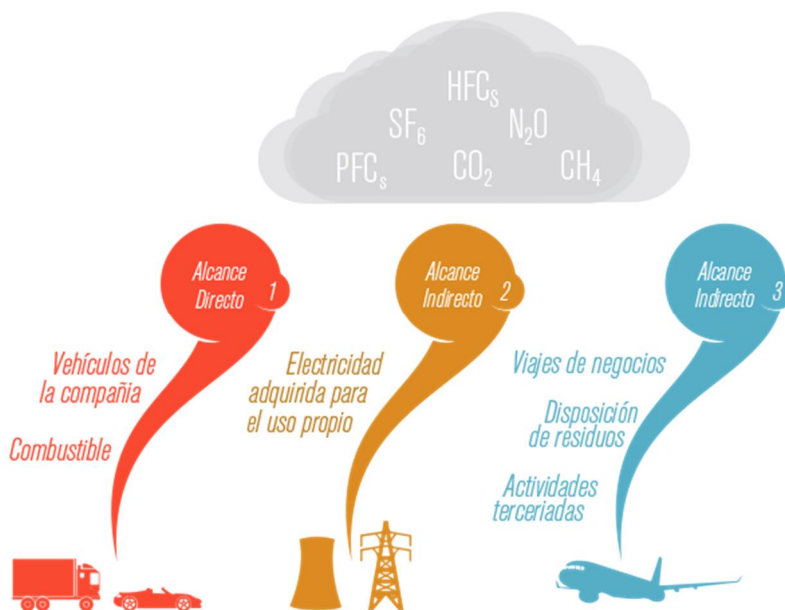 HFCs
SF6 N2O
PFCs CO2 CH4
Alcance
Directo 1
Alcance
Indirecto 2
Alcance
Indirecto 3
Vehículos de
la compañia
Combustible
Electricidad
adquirida para
el uso propio
Viajes de negocios
Disposición
de residuos
Actividades
terceriadas